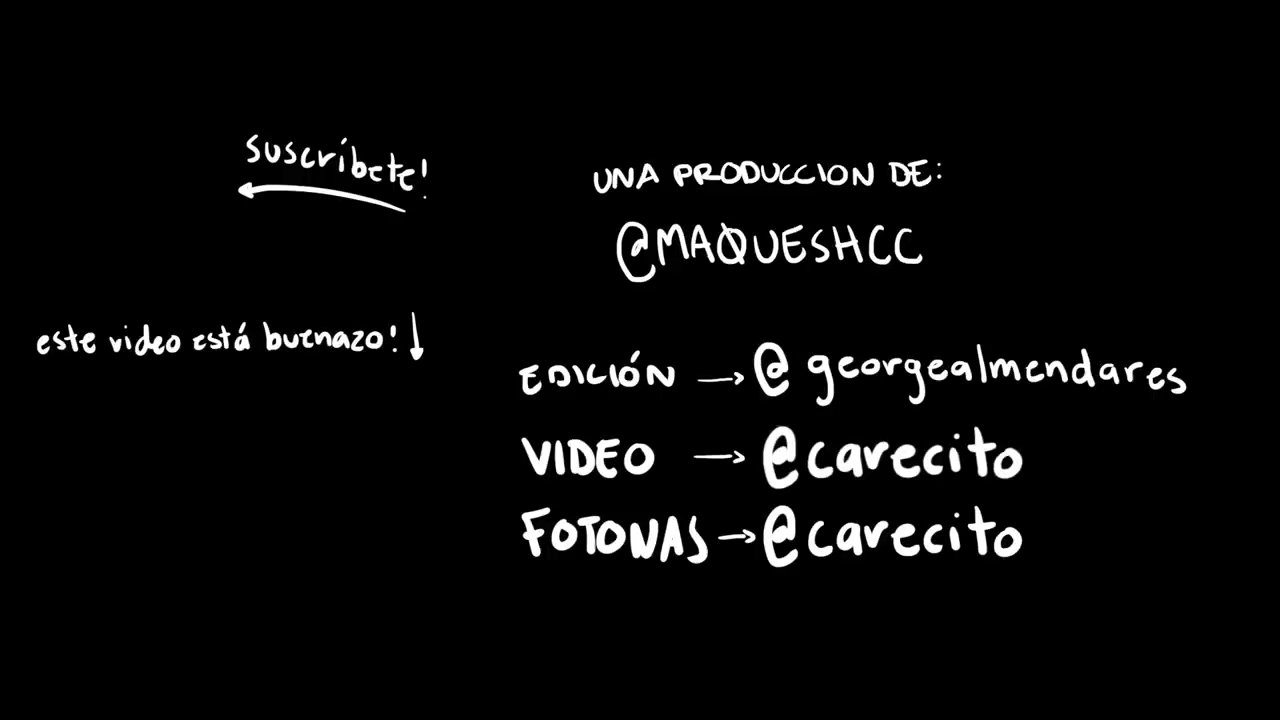 suscríbete!
este video está buenazo!
UNA PRODUCCION DE:
@MAQUESHCC
EDICIÓN → @georgealmendares
VIDEO → @carecito
FOTONAS → @carecito